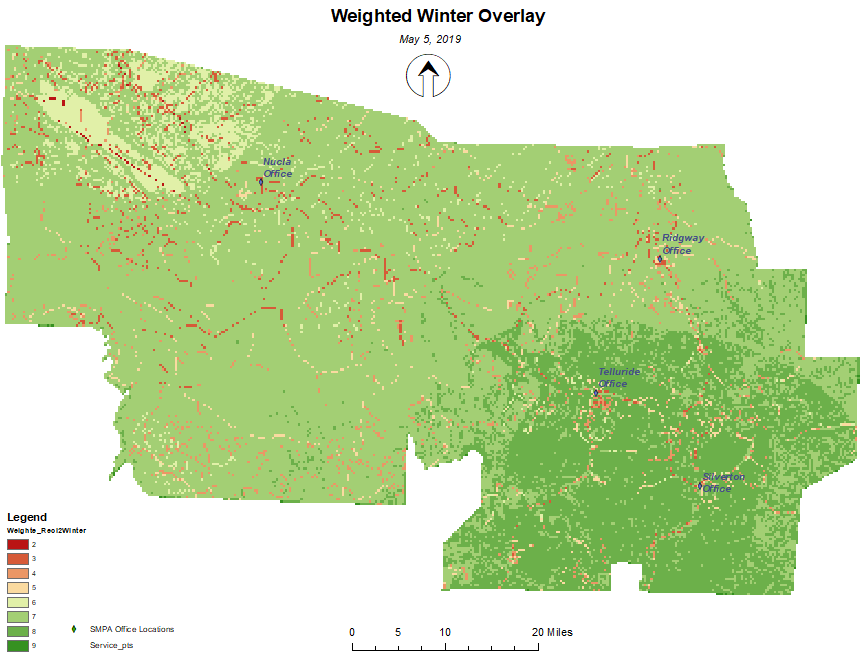 Weighted Winter Overlay
May 5, 2019
Nucla
Office
Ridgway
Office
Telluride
Office
Silverton
Office
Legend
Weighte_Recl2Winter
2
3
4
5
6
7
8
9
SMPA Office Locations
Service_pts
0 5 10 20 Miles